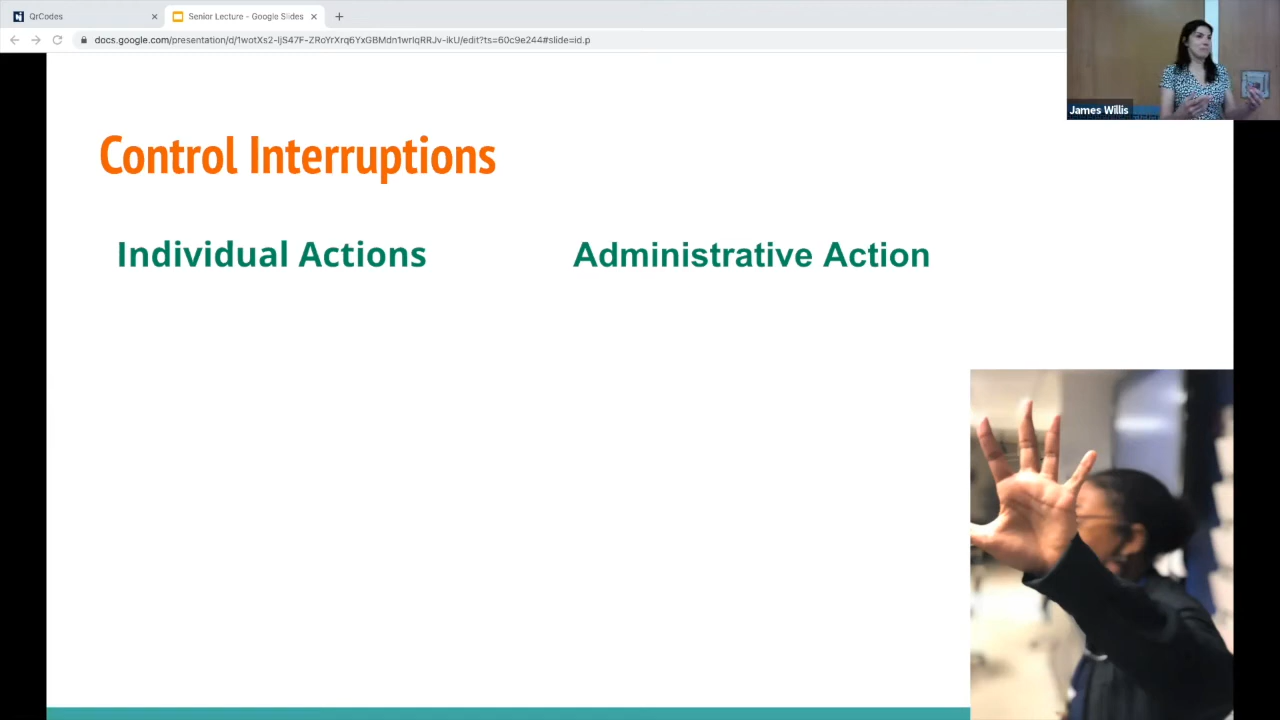 QrCodes
Senior Lecture - Google Slides
docs.google.com/presentation/d/1wotXs2-ljS47F-ZRoYrXrq6YxGBMdn1wrIqRRJv-ikU/edit?ts=60c9e244#slide=id.p
James Willis
Control Interruptions
Individual Actions
Administrative Action